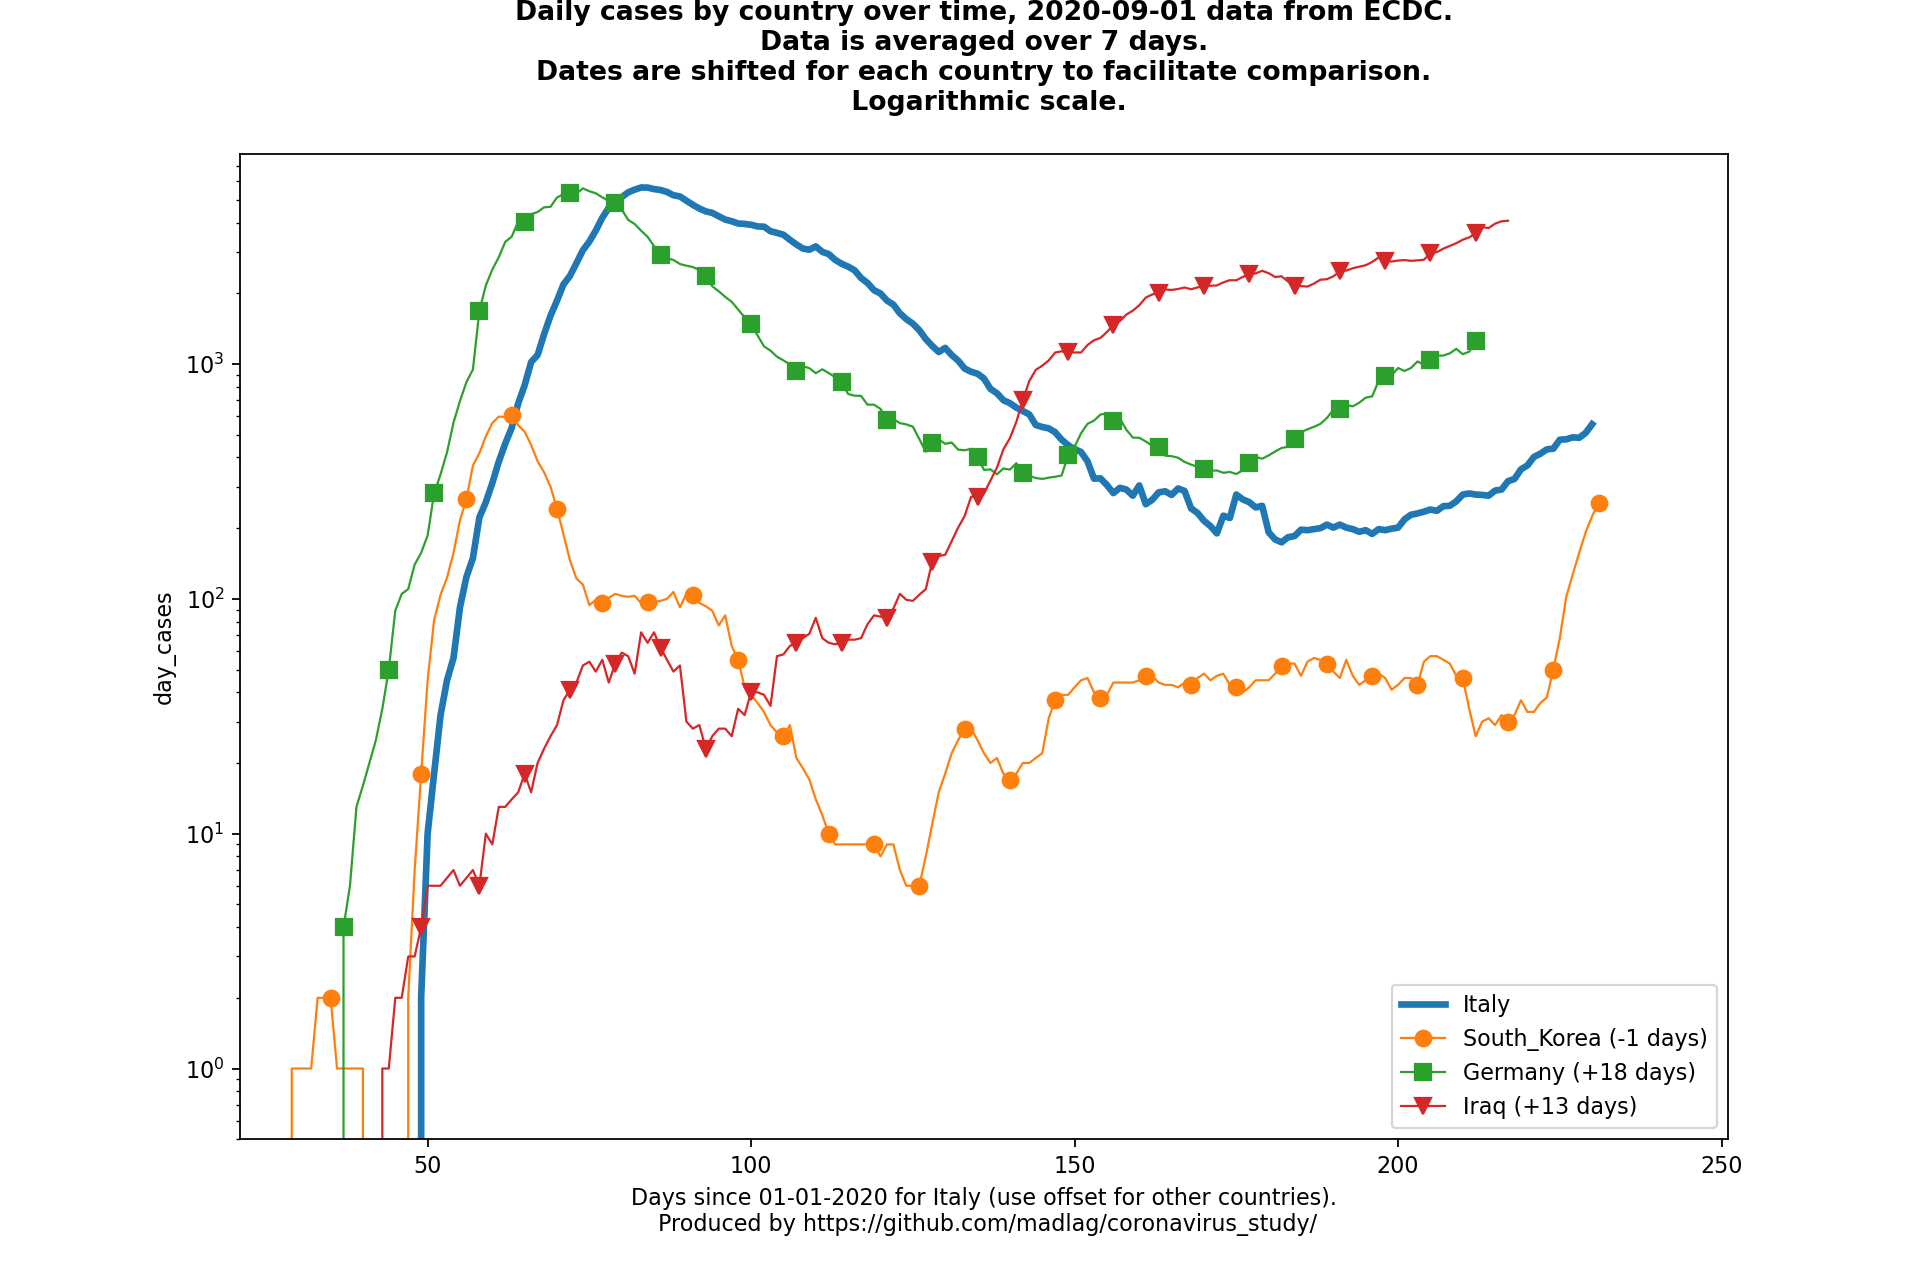 Daily cases by country over time, 2020-09-01 data from ECDC.
Data is averaged over 7 days.
Dates are shifted for each country to facilitate comparison.
Logarithmic scale.
day_cases
10³
10²
10¹
10⁰
50
100
150
200
250
Italy
South_Korea (-1 days)
Germany (+18 days)
Iraq (+13 days)
Days since 01-01-2020 for Italy (use offset for other countries).
Produced by https://github.com/madlag/coronavirus_study/